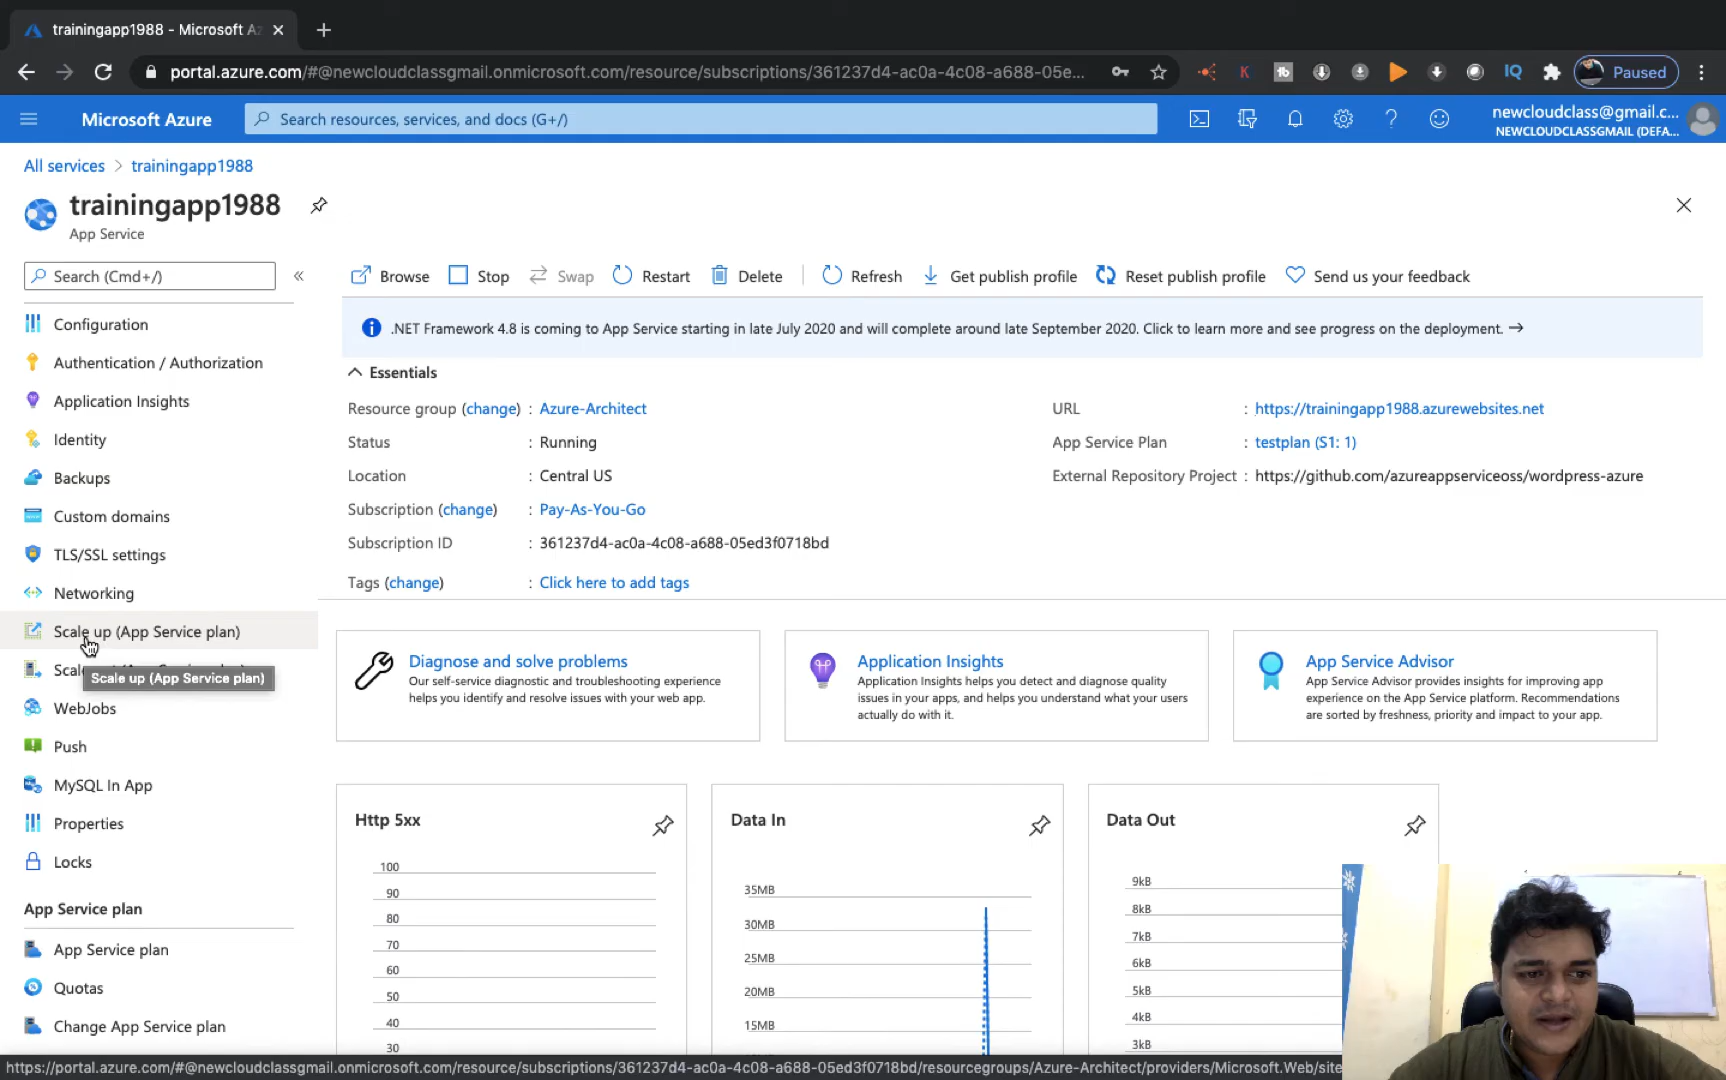 trainingapp1988 - Microsoft Az
portal.azure.com/#@newcloudclassgmail.onmicrosoft.com/resource/subscriptions/361237d4-ac0a-4c08-a688-05e...
K
tb
IQ
Paused
Microsoft Azure
Search resources, services, and docs (G+/)
newcloudclass@gmail.c...
NEWCLOUDCLASSGMAIL (DEFA...
All services > trainingapp1988
trainingapp1988
App Service
Search (Cmd+/)
Browse
Stop
Swap
Restart
Delete
Refresh
Get publish profile
Reset publish profile
Send us your feedback
.NET Framework 4.8 is coming to App Service starting in late July 2020 and will complete around late September 2020. Click to learn more and see progress on the deployment. →
Configuration
Authentication / Authorization
Application Insights
Identity
Backups
Custom domains
TLS/SSL settings
Networking
Scale up (App Service plan)
Scale up (App Service plan)
WebJobs
Push
MySQL In App
Properties
Locks
App Service plan
App Service plan
Quotas
Change App Service plan
Essentials
Resource group (change) : Azure-Architect
Status : Running
Location : Central US
Subscription (change) : Pay-As-You-Go
Subscription ID : 361237d4-ac0a-4c08-a688-05ed3f0718bd
Tags (change) : Click here to add tags
URL : https://trainingapp1988.azurewebsites.net
App Service Plan : testplan (S1: 1)
External Repository Project : https://github.com/azureappserviceoss/wordpress-azure
Diagnose and solve problems
Our self-service diagnostic and troubleshooting experience
helps you identify and resolve issues with your web app.
Application Insights
Application Insights helps you detect and diagnose quality
issues in your apps, and helps you understand what your users
actually do with it.
App Service Advisor
App Service Advisor provides insights for improving app
experience on the App Service platform. Recommendations
are sorted by freshness, priority and impact to your app.
Http 5xx
100
90
80
70
60
50
40
30
Data In
35MB
30MB
25MB
20MB
15MB
Data Out
9kB
8kB
7kB
6kB
5kB
4kB
3kB
https://portal.azure.com/#@newcloudclassgmail.onmicrosoft.com/resource/subscriptions/361237d4-ac0a-4c08-a688-05ed3f0718bd/resourcegroups/Azure-Architect/providers/Microsoft.Web/site